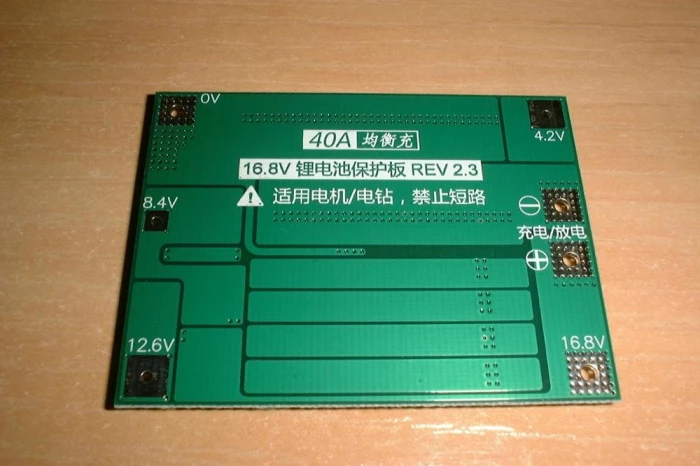 0V
4.2V
40A 均衡充
16.8V 锂电池保护板 REV 2.3
适用电机/电钻，禁止短路
8.4V
充电/放电
12.6V
16.8V